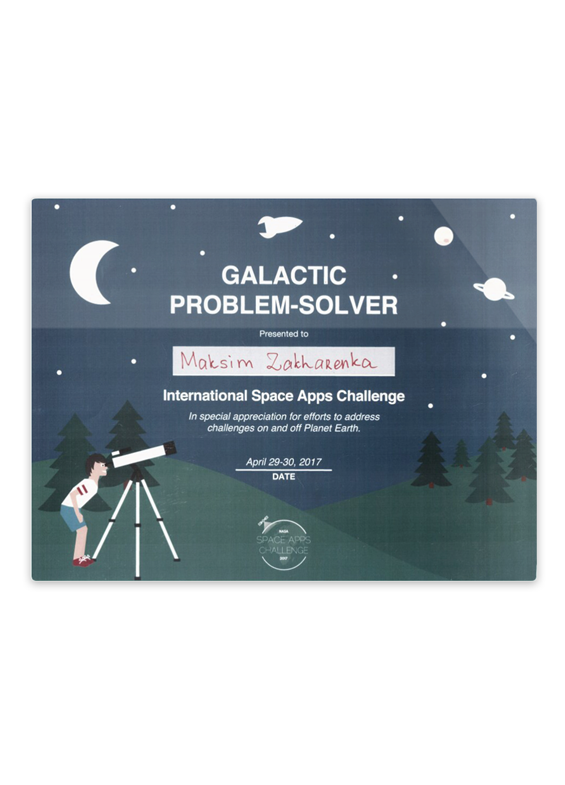 GALACTIC
PROBLEM-SOLVER
Presented to
Maksim Zakharenka
International Space Apps Challenge
In special appreciation for efforts to address
challenges on and off Planet Earth.
April 29-30, 2017
DATE
NASA
SPACE APPS
CHALLENGE
2017